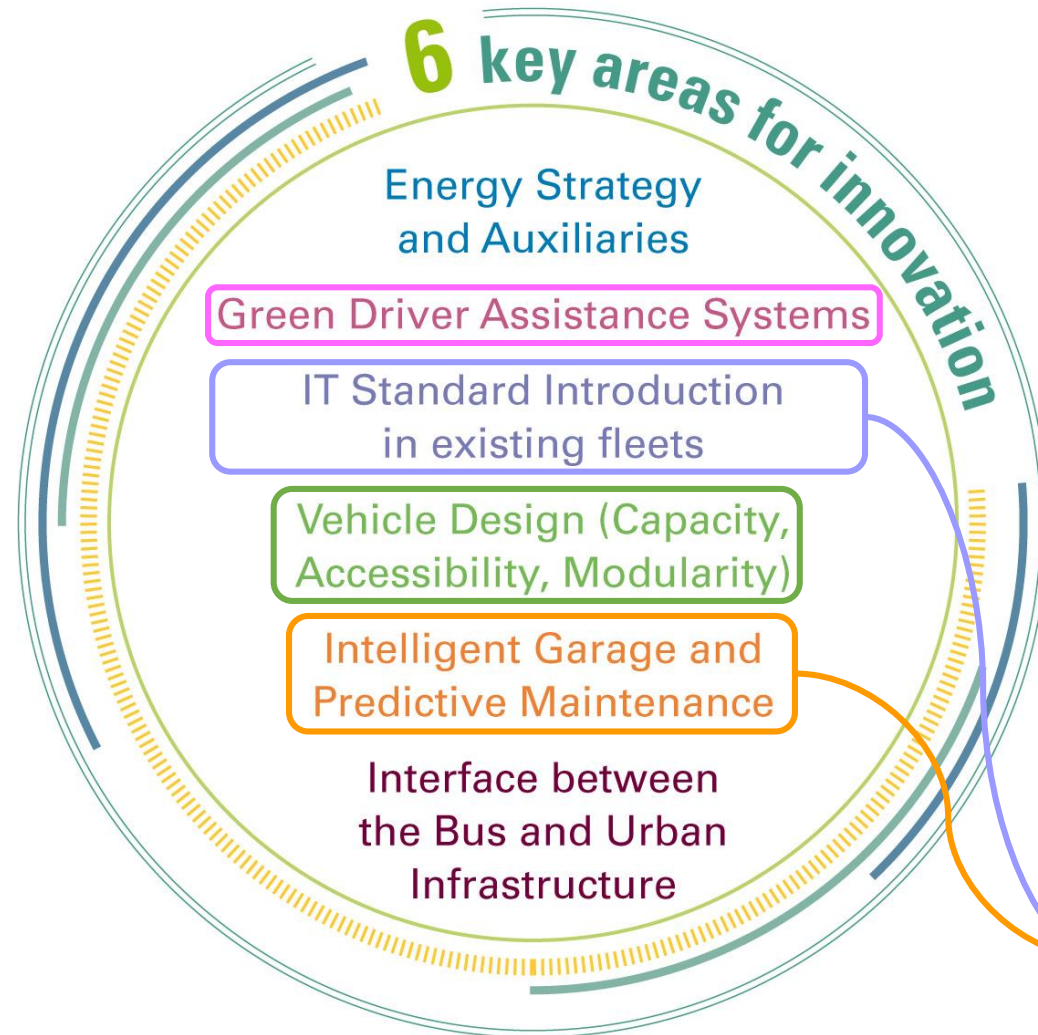 6 key areas for innovation
Energy Strategy
and Auxiliaries
Green Driver Assistance Systems
IT Standard Introduction
in existing fleets
Vehicle Design (Capacity,
Accessibility, Modularity)
Intelligent Garage and
Predictive Maintenance
Interface between
the Bus and Urban
Infrastructure